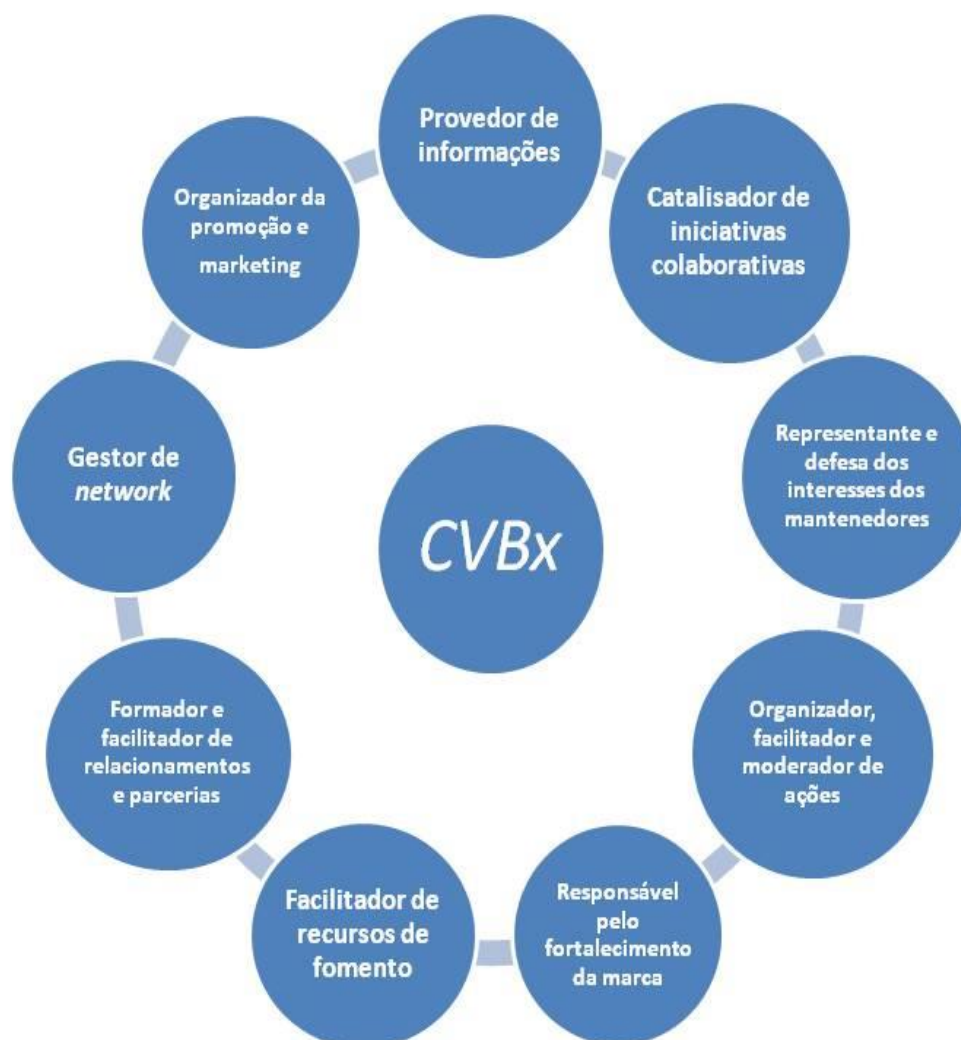 Provedor de
informações
Catalisador de
iniciativas
colaborativas
Representante e
defesa dos
interesses dos
mantenedores
Organizador,
facilitador e
moderador de
ações
Responsável
pelo
fortalecimento
da marca
Facilitador de
recursos de
fomento
Formador e
facilitador de
relacionamentos
e parcerias
Gestor de
network
Organizador da
promoção e
marketing
CVBx